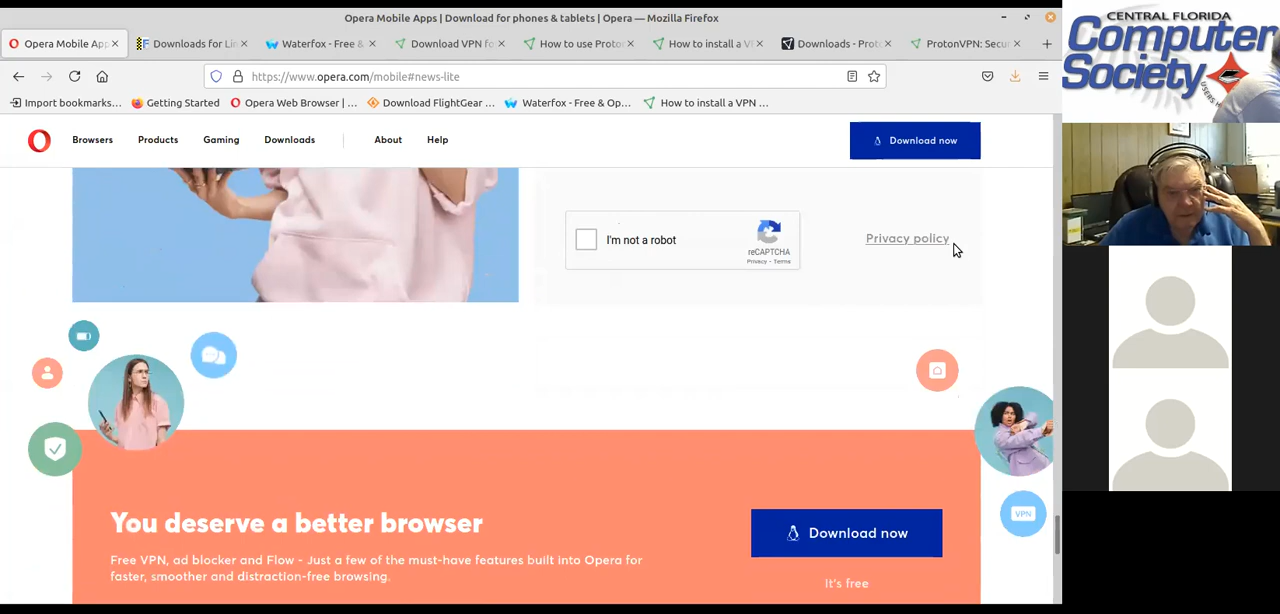 Opera Mobile Apps | Download for phones & tablets | Opera — Mozilla Firefox
Opera Mobile App
Downloads for Lin
Waterfox - Free &
Download VPN fo
How to use Proto
How to install a V
Downloads - Prot
ProtonVPN: Secu
https://www.opera.com/mobile#news-lite
Import bookmarks...
Getting Started
Opera Web Browser | ...
Download FlightGear ...
Waterfox - Free & Op...
How to install a VPN ...
Browsers
Products
Gaming
Downloads
About
Help
Download now
I'm not a robot
reCAPTCHA
Privacy - Terms
Privacy policy
VPN
You deserve a better browser
Free VPN, ad blocker and Flow - Just a few of the must-have features built into Opera for
faster, smoother and distraction-free browsing.
Download now
It's free
CENTRAL FLORIDA
Computer
Society